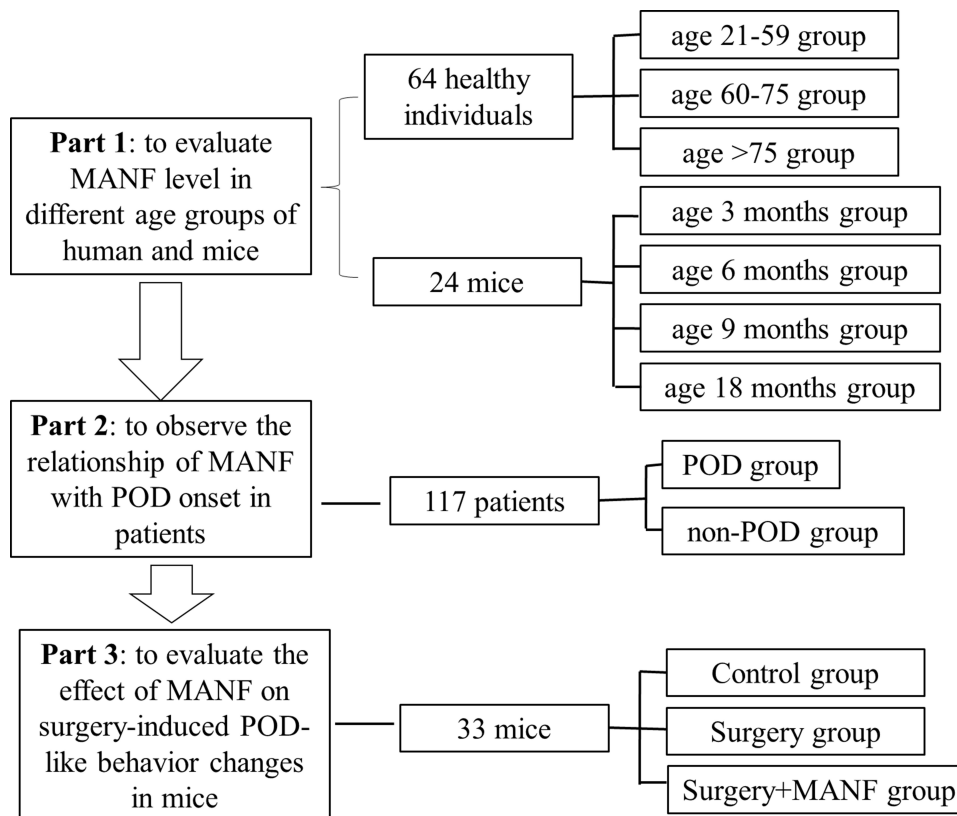 Part 1: to evaluate
MANF level in
different age groups of
human and mice
64 healthy
individuals
age 21-59 group
age 60-75 group
age >75 group
24 mice
age 3 months group
age 6 months group
age 9 months group
age 18 months group
Part 2: to observe the
relationship of MANF
with POD onset in
patients
117 patients
POD group
non-POD group
Part 3: to evaluate the
effect of MANF on
surgery-induced POD-
like behavior changes
in mice
33 mice
Control group
Surgery group
Surgery+MANF group